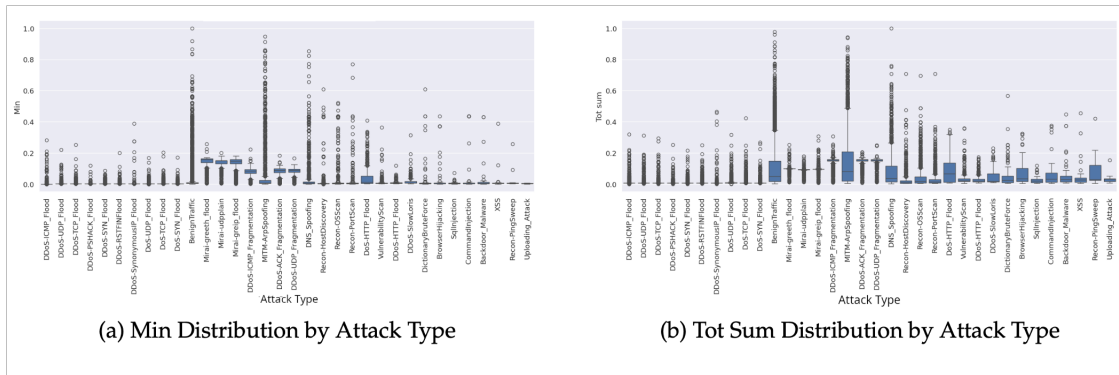 1.0
0.8
0.6
0.4
0.2
0.0
Min
DDoS-ICMP_Flood
DDoS-UDP_Flood
DDoS-TCP_Flood
DDoS-PSHACK_Flood
DDoS-SYN_Flood
DDoS-RSTFINFlood
DDoS-SynonymousIP_Flood
DoS-UDP_Flood
DoS-TCP_Flood
DoS-SYN_Flood
BenignTraffic
Mirai-greeth_flood
Mirai-udpplain
Mirai-greip_flood
DDoS-ICMP_Fragmentation
MITM-ArpSpoofing
DDoS-ACK_Fragmentation
DDoS-UDP_Fragmentation
DNS_Spoofing
Recon-HostDiscovery
Recon-OSScan
Recon-PortScan
DoS-HTTP_Flood
VulnerabilityScan
DDoS-HTTP_Flood
DDoS-SlowLoris
DictionaryBruteForce
BrowserHijacking
SqlInjection
CommandInjection
Backdoor_Malware
XSS
Recon-PingSweep
Uploading_Attack
Attack Type
(a) Min Distribution by Attack Type
1.0
0.8
0.6
0.4
0.2
0.0
Tot sum
DDoS-ICMP_Flood
DDoS-UDP_Flood
DDoS-TCP_Flood
DDoS-PSHACK_Flood
DDoS-SYN_Flood
DDoS-RSTFINFlood
DDoS-SynonymousIP_Flood
DoS-UDP_Flood
DoS-TCP_Flood
DoS-SYN_Flood
BenignTraffic
Mirai-greeth_flood
Mirai-udpplain
Mirai-greip_flood
DDoS-ICMP_Fragmentation
MITM-ArpSpoofing
DDoS-ACK_Fragmentation
DDoS-UDP_Fragmentation
DNS_Spoofing
Recon-HostDiscovery
Recon-OSScan
Recon-PortScan
DoS-HTTP_Flood
VulnerabilityScan
DDoS-HTTP_Flood
DDoS-SlowLoris
DictionaryBruteForce
BrowserHijacking
SqlInjection
CommandInjection
Backdoor_Malware
XSS
Recon-PingSweep
Uploading_Attack
Attack Type
(b) Tot Sum Distribution by Attack Type